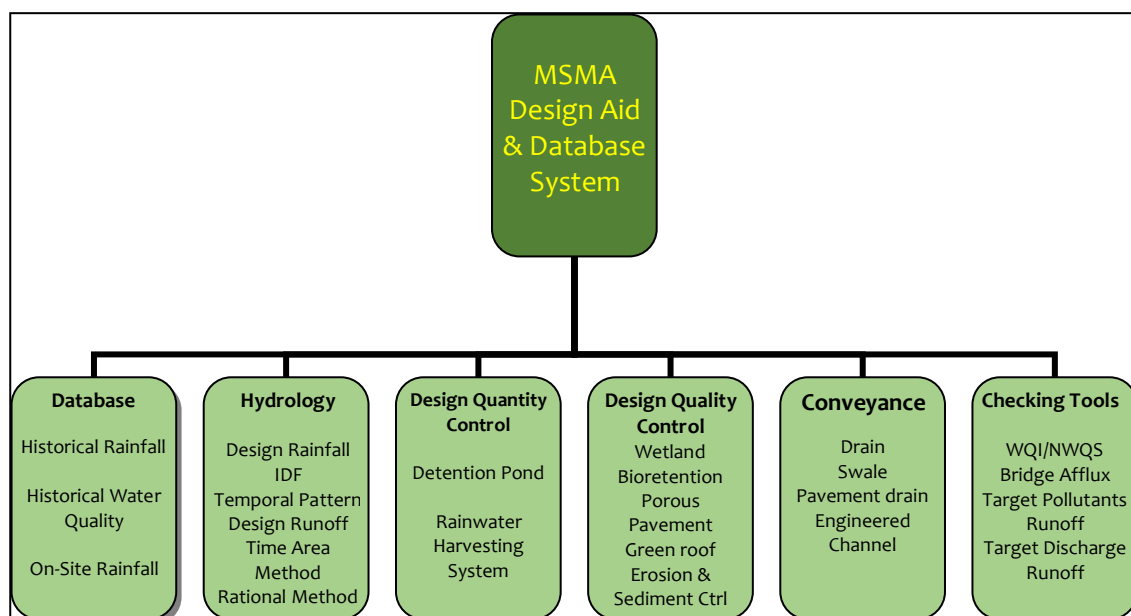 MSMA
Design Aid
& Database
System
Database
Historical Rainfall
Historical Water
Quality
On-Site Rainfall
Hydrology
Design Rainfall
IDF
Temporal Pattern
Design Runoff
Time Area
Method
Rational Method
Design Quantity
Control
Detention Pond
Rainwater
Harvesting
System
Design Quality
Control
Wetland
Bioretention
Porous
Pavement
Green roof
Erosion &
Sediment Ctrl
Conveyance
Drain
Swale
Pavement drain
Engineered
Channel
Checking Tools
WQI/NWQS
Bridge Afflux
Target Pollutants
Runoff
Target Discharge
Runoff